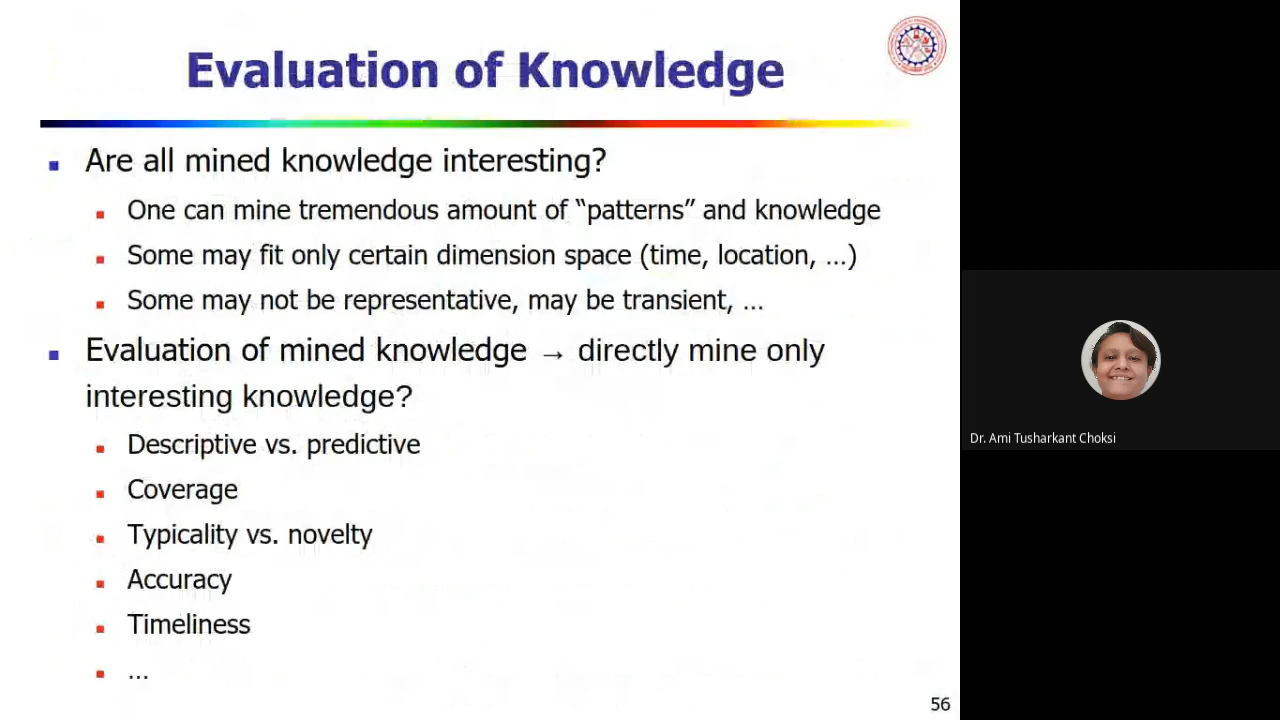 Evaluation of Knowledge
Are all mined knowledge interesting?
One can mine tremendous amount of “patterns” and knowledge
Some may fit only certain dimension space (time, location, …)
Some may not be representative, may be transient, …
Evaluation of mined knowledge → directly mine only
interesting knowledge?
Descriptive vs. predictive
Coverage
Typicality vs. novelty
Accuracy
Timeliness
…
56
Dr. Ami Tusharkant Choksi